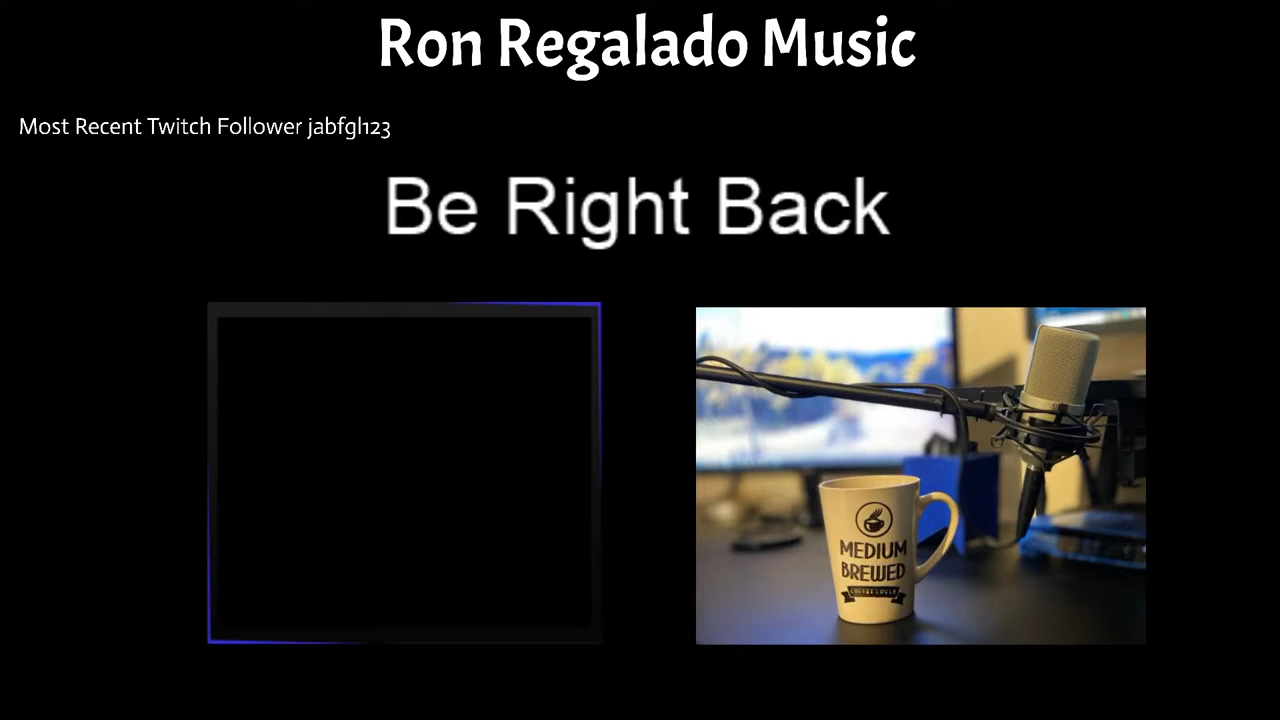 Ron Regalado Music
Most Recent Twitch Follower jabfgl123
Be Right Back
MEDIUM
BREWED